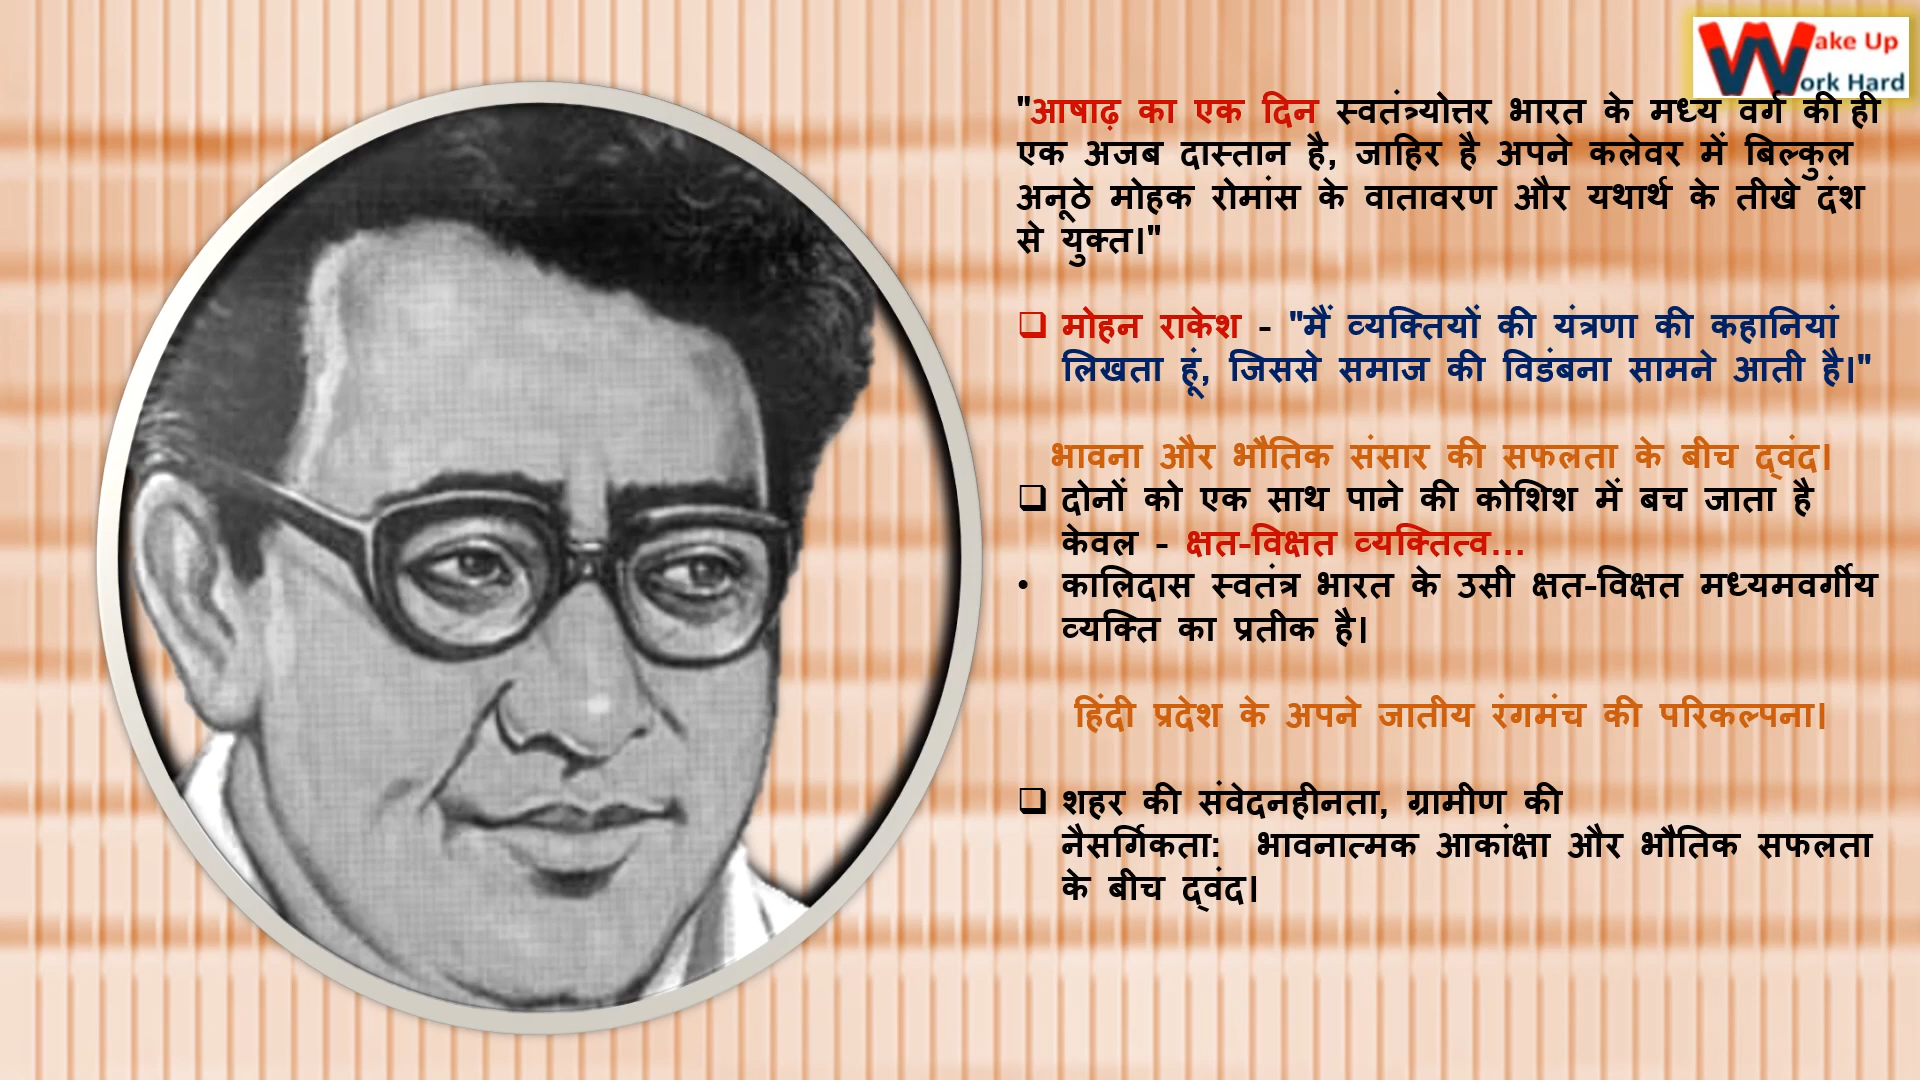 Wake Up
Work Hard
"आषाढ़ का एक दिन स्वतंत्र्योत्तर भारत के मध्य वर्ग की ही
एक अजब दास्तान है, जाहिर है अपने कलेवर में बिल्कुल
अनूठे मोहक रोमांस के वातावरण और यथार्थ के तीखे दंश
से युक्त।"
❑ मोहन राकेश - "मैं व्यक्तियों की यंत्रणा की कहानियां
लिखता हूं, जिससे समाज की विडंबना सामने आती है।"
भावना और भौतिक संसार की सफलता के बीच द्वंद।
❑ दोनों को एक साथ पाने की कोशिश में बच जाता है
केवल - क्षत-विक्षत व्यक्तित्व...
• कालिदास स्वतंत्र भारत के उसी क्षत-विक्षत मध्यमवर्गीय
व्यक्ति का प्रतीक है।
हिंदी प्रदेश के अपने जातीय रंगमंच की परिकल्पना।
❑ शहर की संवेदनहीनता, ग्रामीण की
नैसर्गिकता: भावनात्मक आकांक्षा और भौतिक सफलता
के बीच द्वंद।